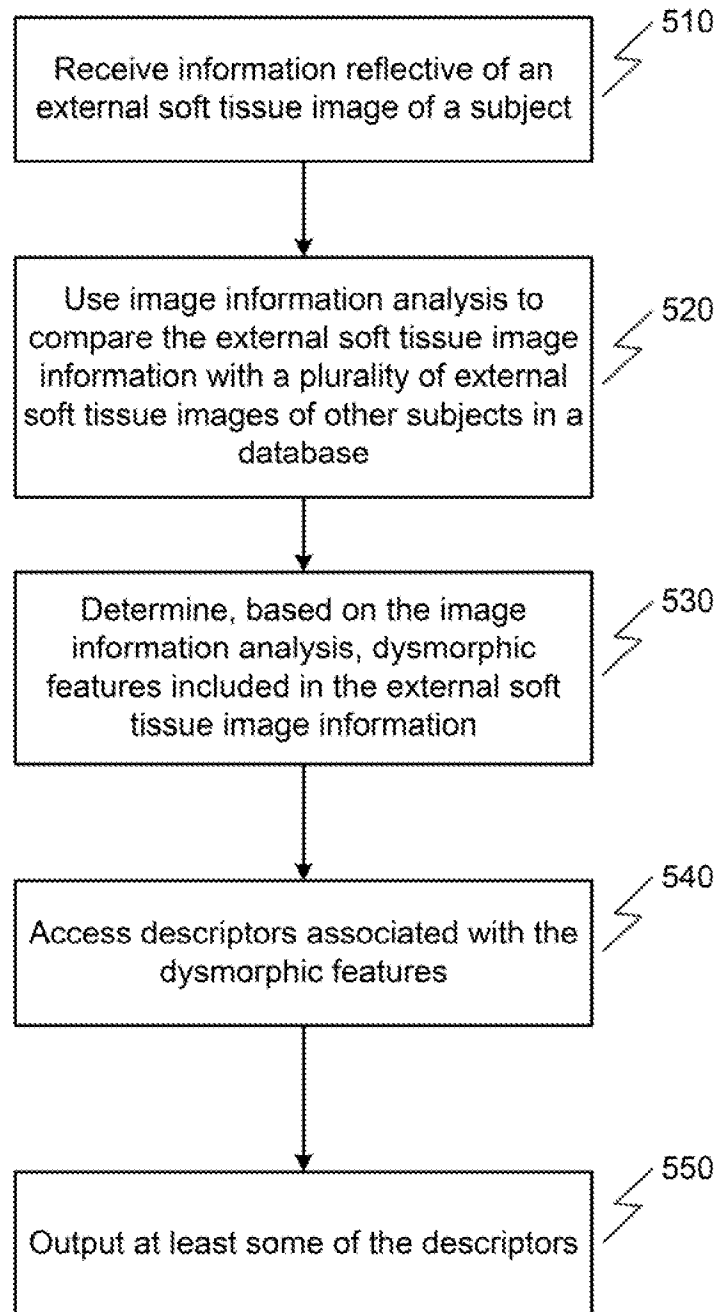 510
Receive information reflective of an
external soft tissue image of a subject
520
Use image information analysis to
compare the external soft tissue image
information with a plurality of external
soft tissue images of other subjects in a
database
530
Determine, based on the image
information analysis, dysmorphic
features included in the external soft
tissue image information
540
Access descriptors associated with the
dysmorphic features
550
Output at least some of the descriptors